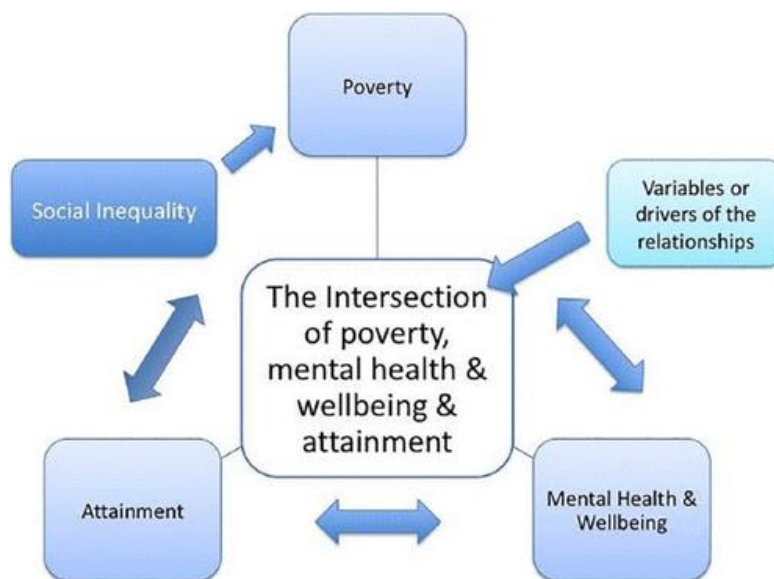 Poverty
Social Inequality
Variables or
drivers of the
relationships
The Intersection
of poverty,
mental health &
wellbeing &
attainment
Attainment
Mental Health &
Wellbeing